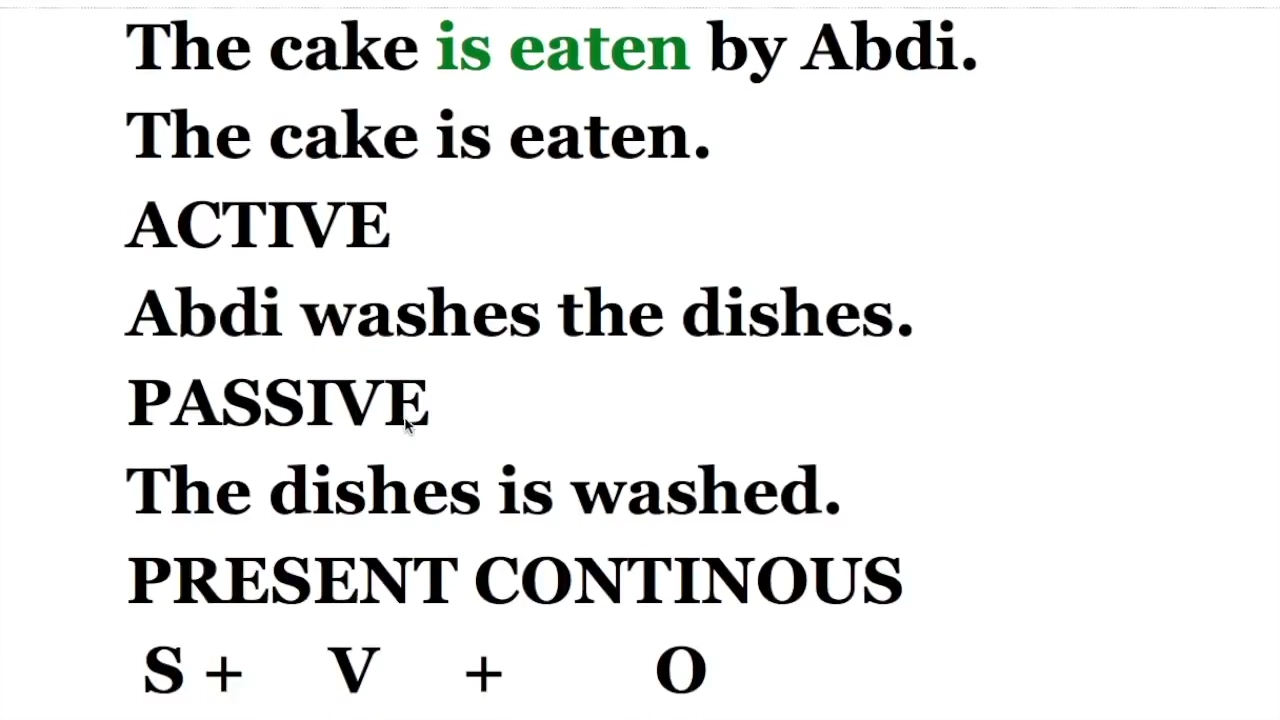 The cake is eaten by Abdi.
The cake is eaten.
ACTIVE
Abdi washes the dishes.
PASSIVE
The dishes is washed.
PRESENT CONTINOUS
S + V + O